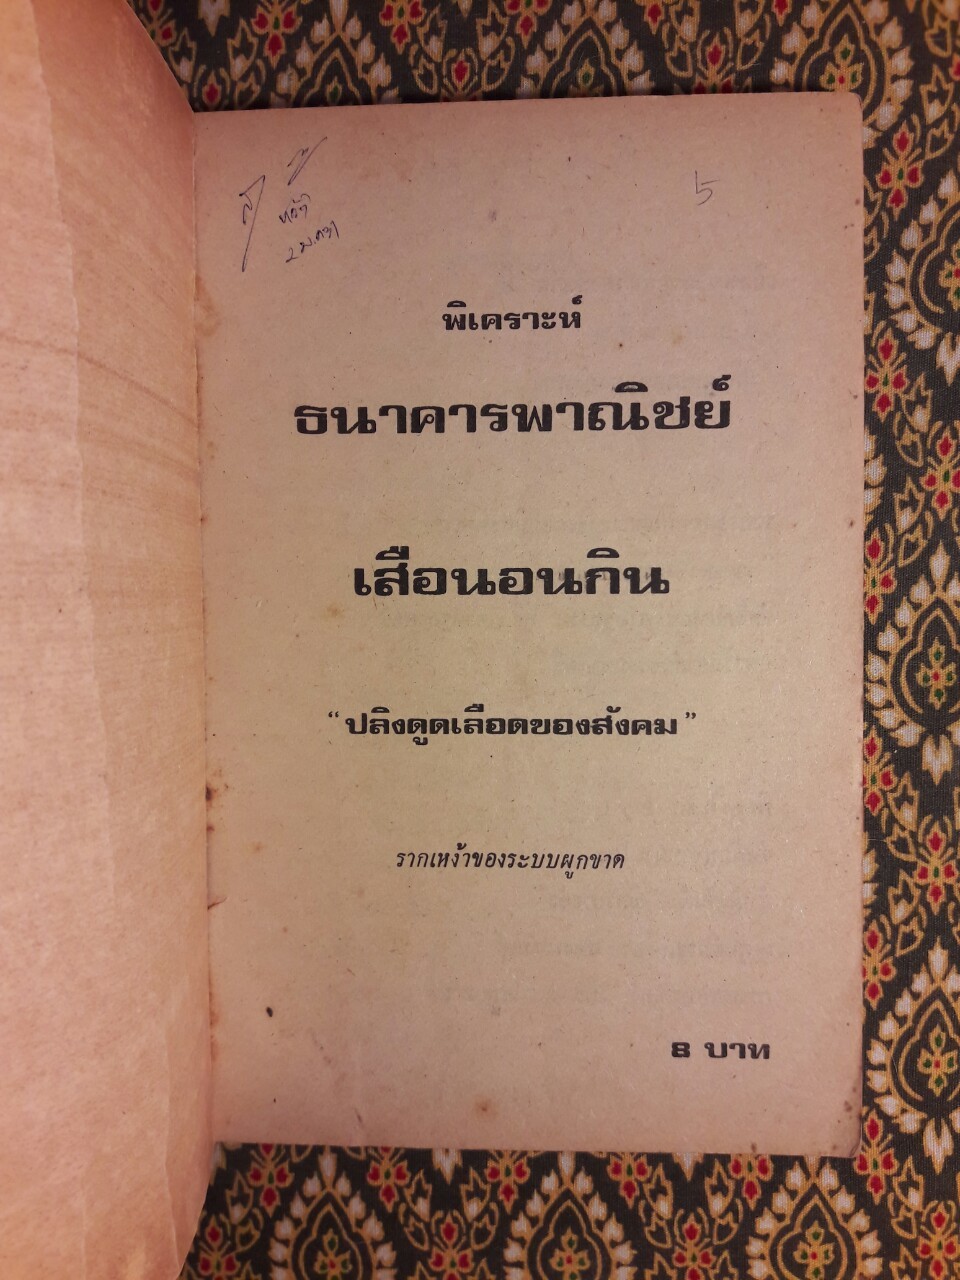 พิเคราะห์
ธนาคารพาณิชย์
เสือนอนกิน
“ปลิงดูดเลือดของสังคม”
รากเหง้าของระบบผูกขาด
8 บาท